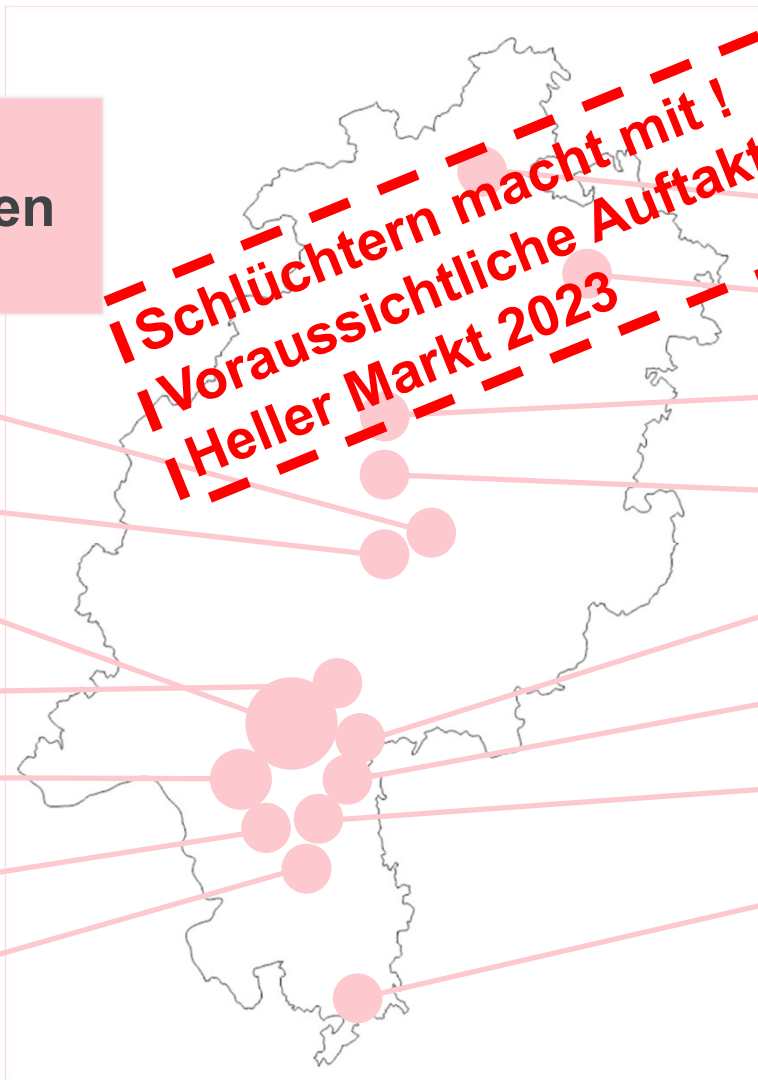 en
Schlüchtern macht mit !
Voraussichtliche Auftakt
Heller Markt 2023